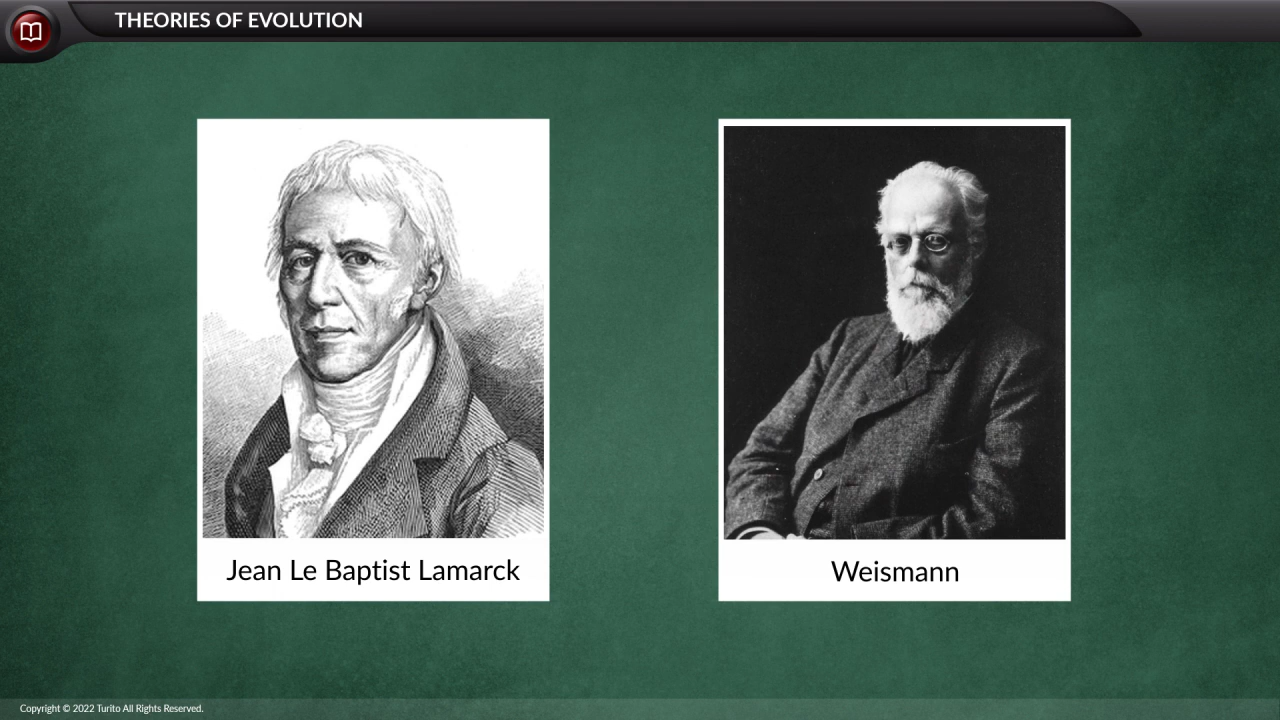 THEORIES OF EVOLUTION
Jean Le Baptist Lamarck
Weismann
Copyright © 2022 Turito All Rights Reserved.